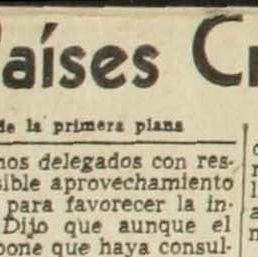 aíses C
de la primera plana
nos delegados con res-
sible aprovechamiento
para favorecer la in-
Dijo que aunque el
pone que haya consul-